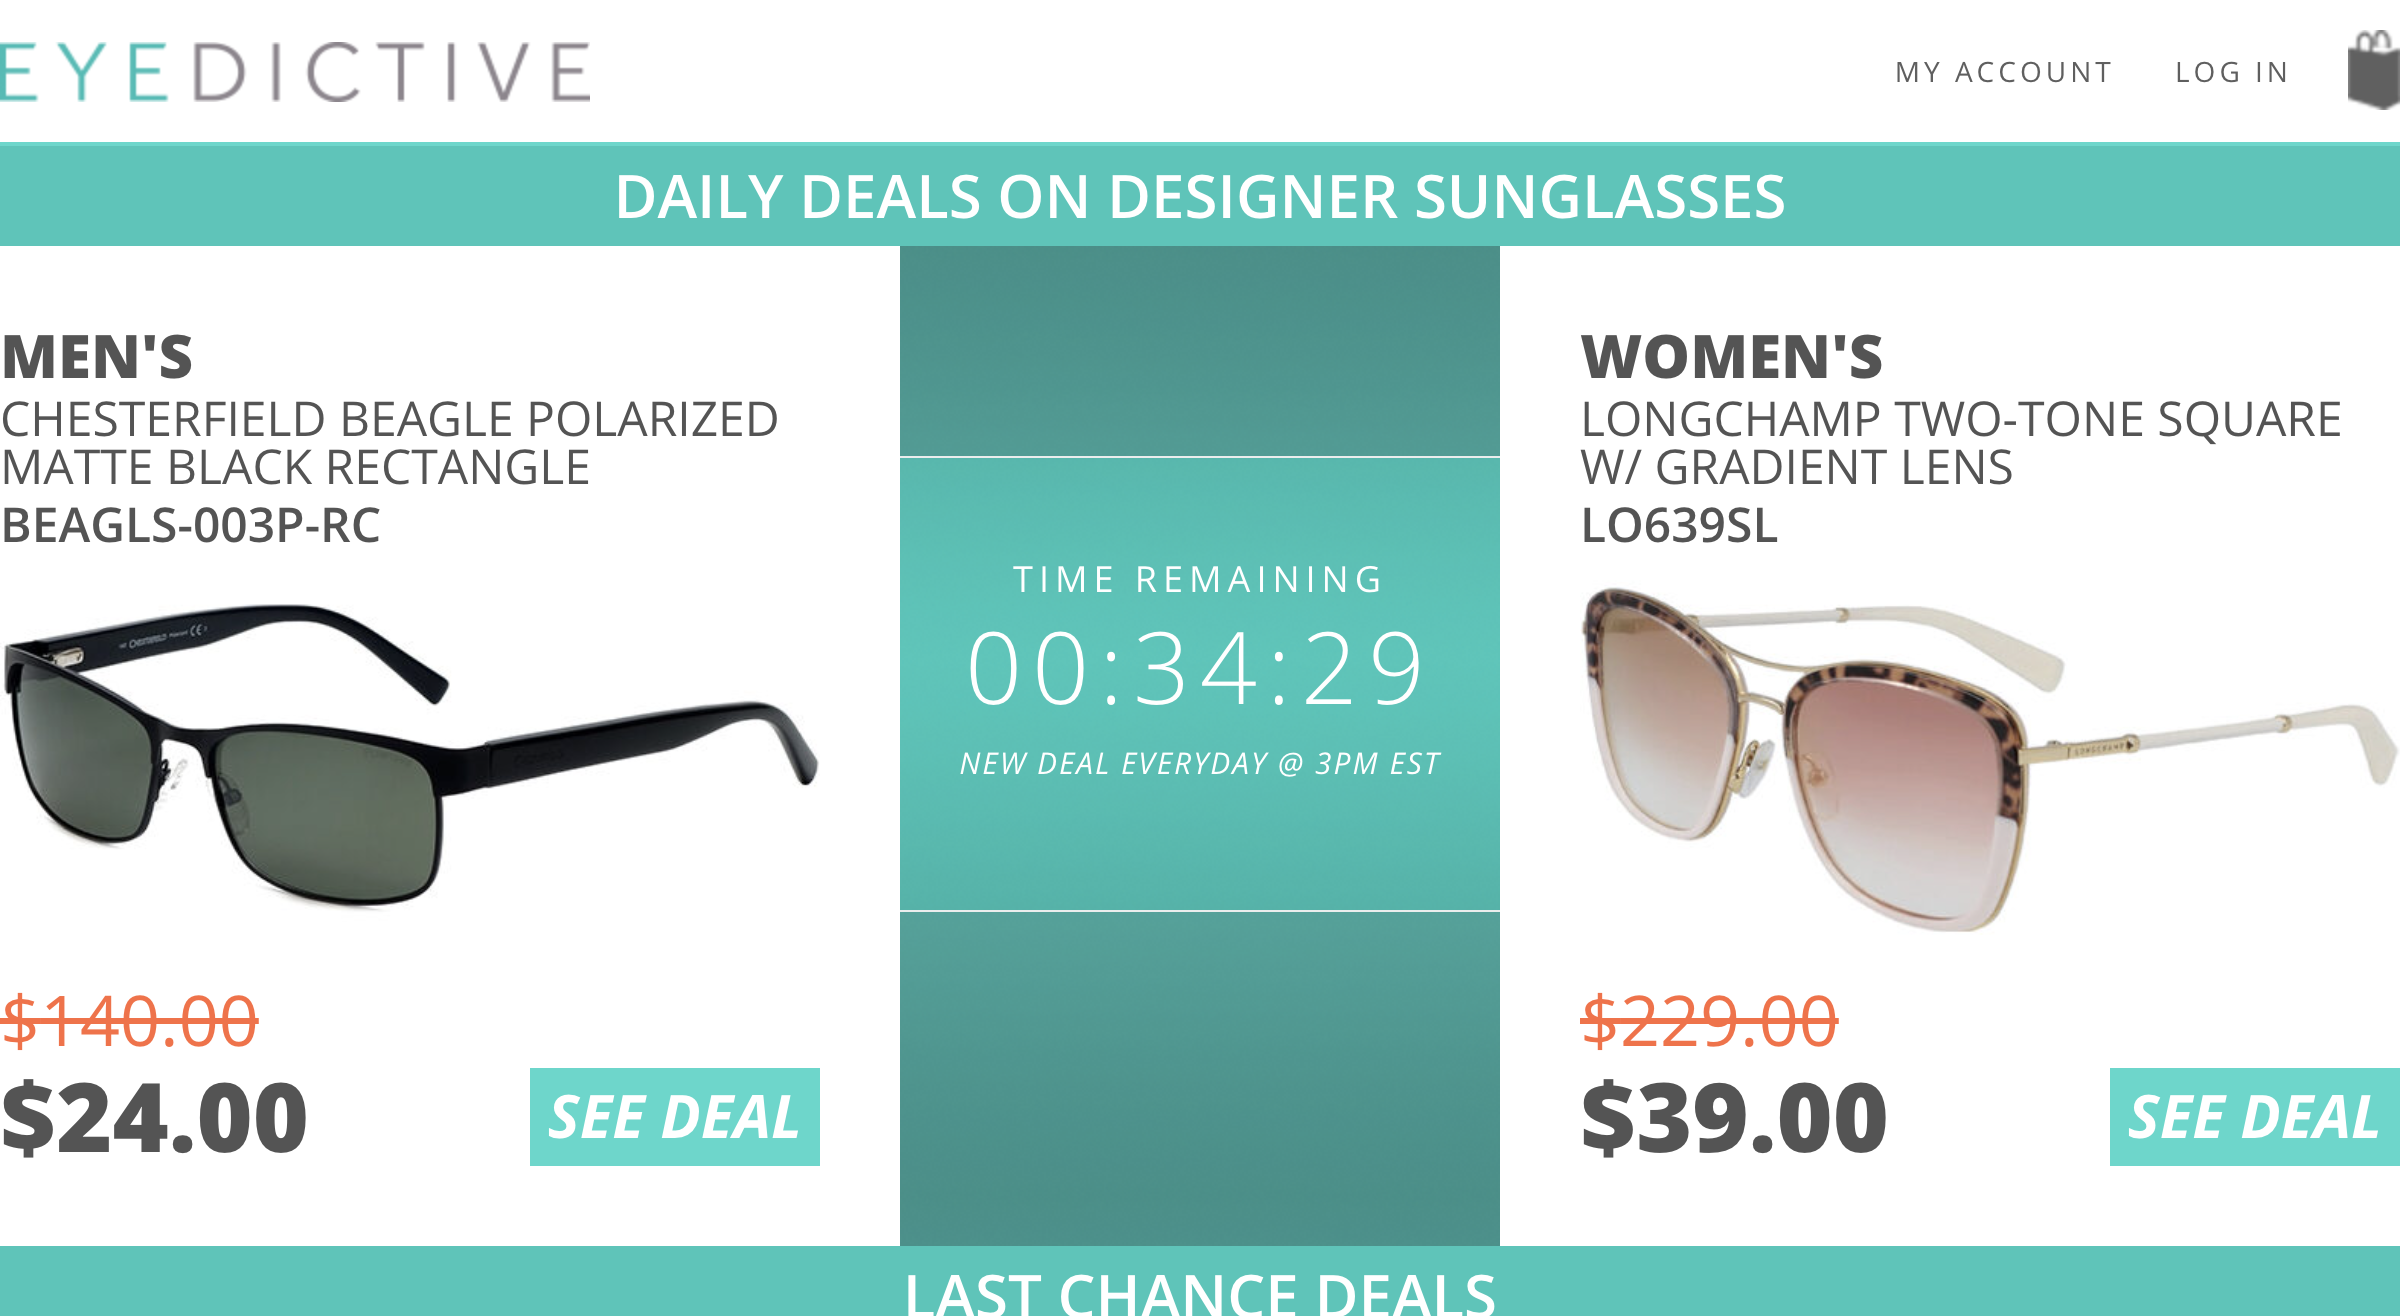 EYEDICTIVE
MY ACCOUNT
LOG IN
DAILY DEALS ON DESIGNER SUNGLASSES
MEN'S
CHESTERFIELD BEAGLE POLARIZED
MATTE BLACK RECTANGLE
BEAGLS-003P-RC
$140.00
$24.00
SEE DEAL
TIME REMAINING
00:34:29
NEW DEAL EVERYDAY @ 3PM EST
WOMEN'S
LONGCHAMP TWO-TONE SQUARE
W/ GRADIENT LENS
LO639SL
LONGCHAMP
$229.00
$39.00
SEE DEAL
LAST CHANCE DEALS